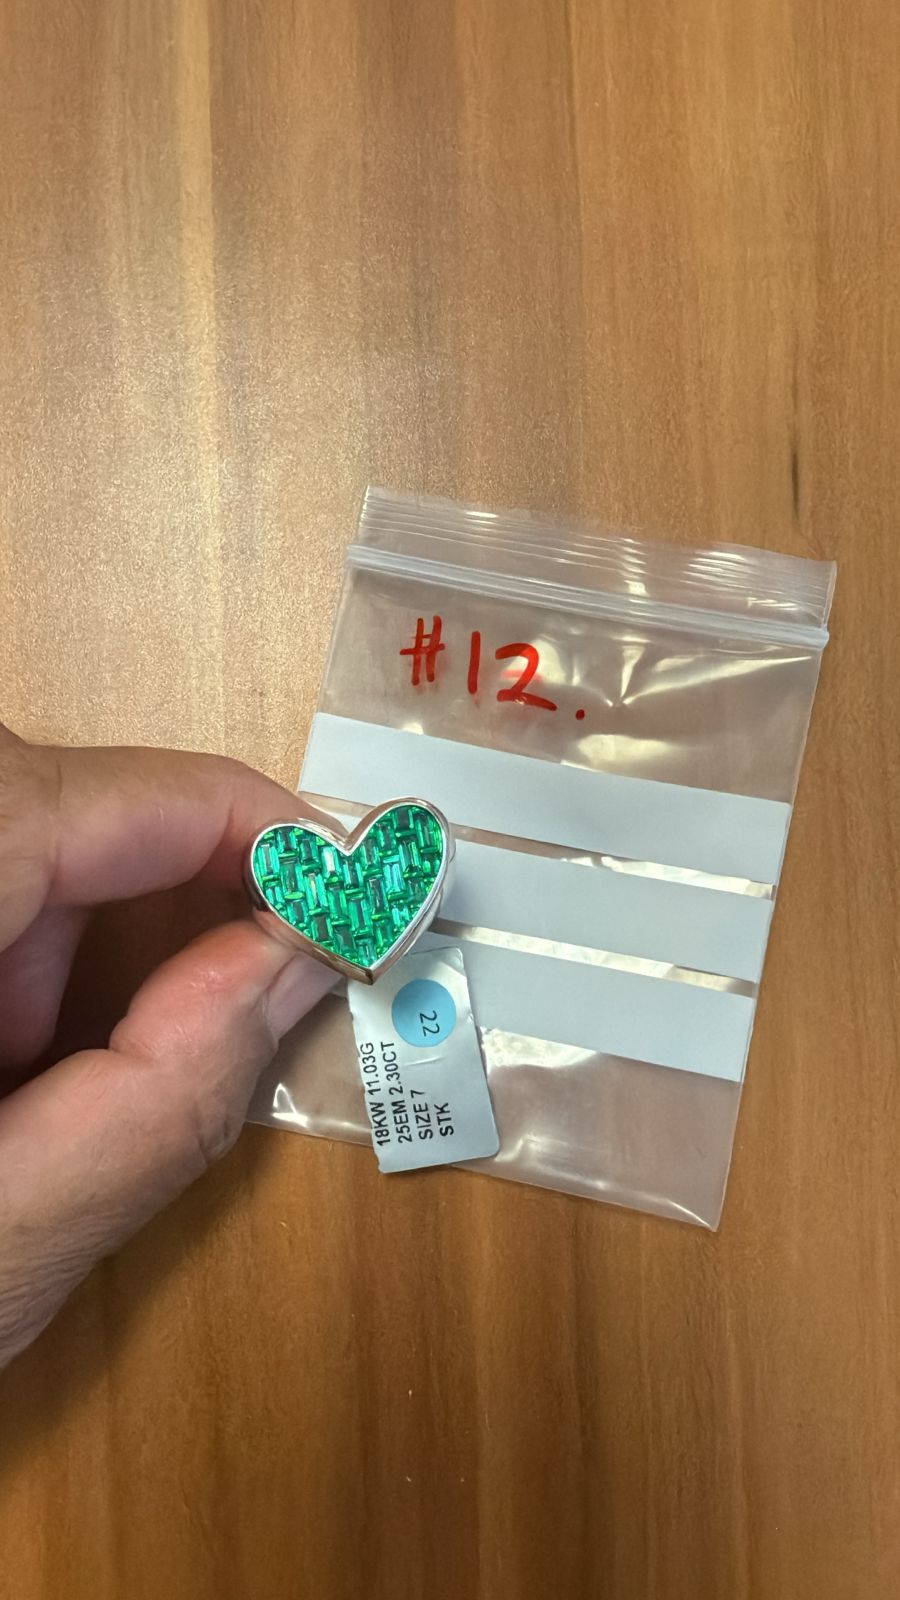 #12.
22
18KW 11.03G
25EM 2.30CT
SIZE 7
STK